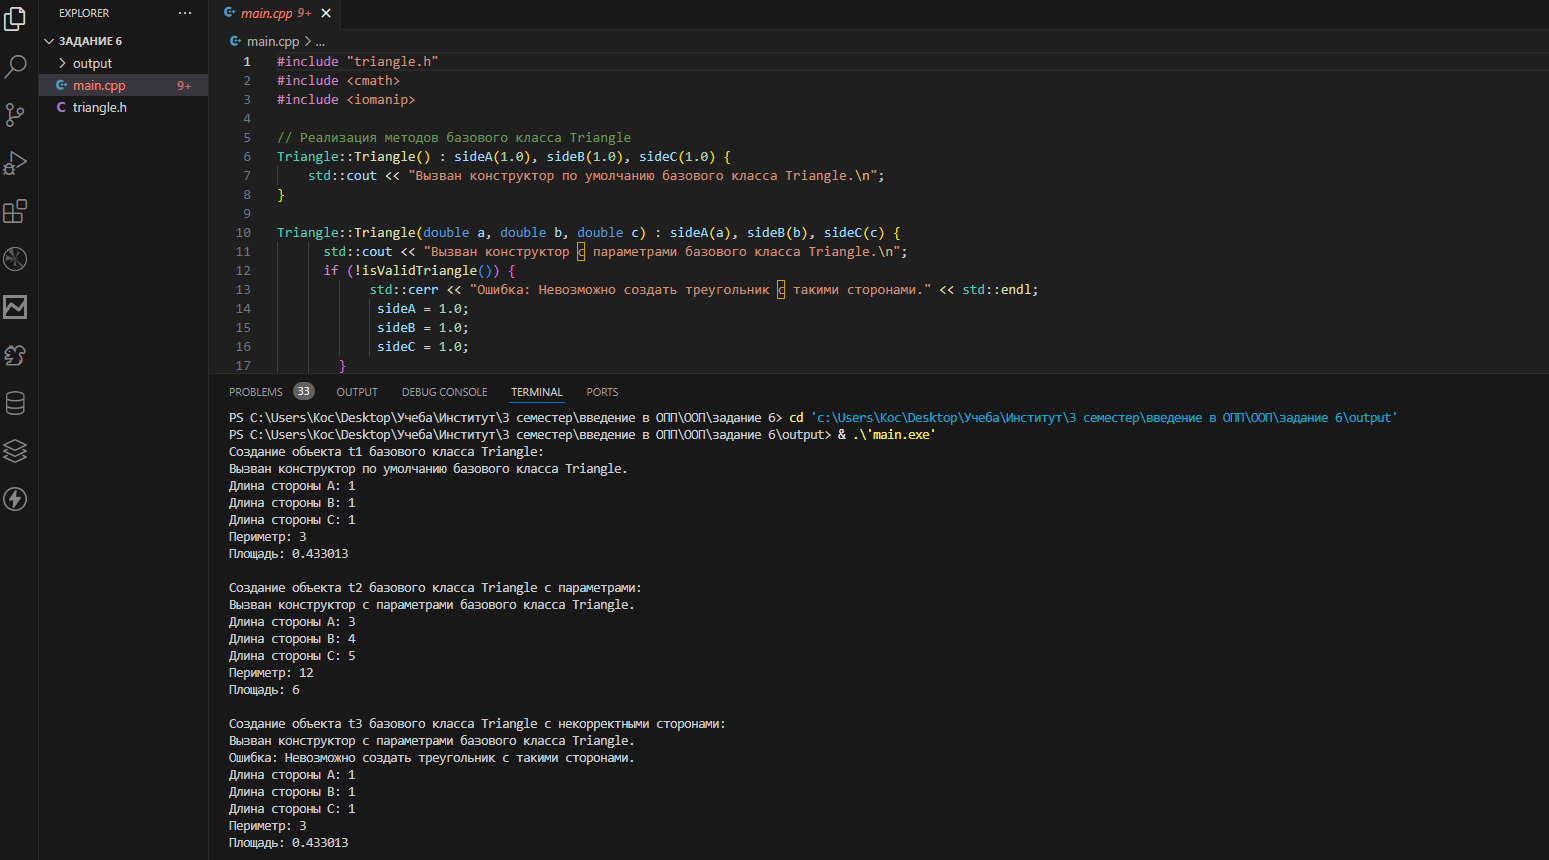 EXPLORER
ЗАДАНИЕ 6
output
main.cpp 9+
triangle.h
main.cpp 9+
main.cpp > ...
1 #include "triangle.h"
2 #include <cmath>
3 #include <iomanip>
4
5 // Реализация методов базового класса Triangle
6 Triangle::Triangle() : sideA(1.0), sideB(1.0), sideC(1.0) {
7 std::cout << "Вызван конструктор по умолчанию базового класса Triangle.\n";
8 }
9
10 Triangle::Triangle(double a, double b, double c) : sideA(a), sideB(b), sideC(c) {
11 std::cout << "Вызван конструктор с параметрами базового класса Triangle.\n";
12 if (!isValidTriangle()) {
13 std::cerr << "Ошибка: Невозможно создать треугольник с такими сторонами." << std::endl;
14 sideA = 1.0;
15 sideB = 1.0;
16 sideC = 1.0;
17 }
PROBLEMS 33 OUTPUT DEBUG CONSOLE TERMINAL PORTS
PS C:\Users\Koc\Desktop\Учеба\Институт\3 семестр\введение в ОПП\ООП\задание 6> cd 'c:\Users\Koc\Desktop\Учеба\Институт\3 семестр\введение в ОПП\ООП\задание 6\output'
PS C:\Users\Koc\Desktop\Учеба\Институт\3 семестр\введение в ОПП\ООП\задание 6\output> & .\'main.exe'
Создание объекта t1 базового класса Triangle:
Вызван конструктор по умолчанию базового класса Triangle.
Длина стороны A: 1
Длина стороны B: 1
Длина стороны C: 1
Периметр: 3
Площадь: 0.433013
Создание объекта t2 базового класса Triangle с параметрами:
Вызван конструктор с параметрами базового класса Triangle.
Длина стороны A: 3
Длина стороны B: 4
Длина стороны C: 5
Периметр: 12
Площадь: 6
Создание объекта t3 базового класса Triangle с некорректными сторонами:
Вызван конструктор с параметрами базового класса Triangle.
Ошибка: Невозможно создать треугольник с такими сторонами.
Длина стороны A: 1
Длина стороны B: 1
Длина стороны C: 1
Периметр: 3
Площадь: 0.433013